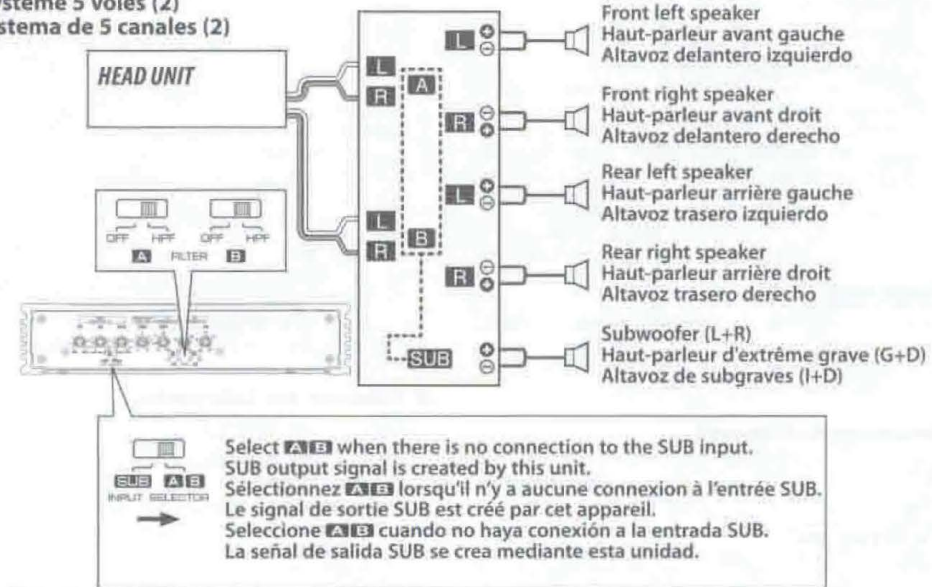 ystème 5 voies (2)
stema de 5 canales (2)
HEAD UNIT
L
R
L
R
A
B
SUB
L
R
L
R
Front left speaker
Haut-parleur avant gauche
Altavoz delantero izquierdo
Front right speaker
Haut-parleur avant droit
Altavoz delantero derecho
Rear left speaker
Haut-parleur arrière gauche
Altavoz trasero izquierdo
Rear right speaker
Haut-parleur arrière droit
Altavoz trasero derecho
Subwoofer (L+R)
Haut-parleur d'extrême grave (G+D)
Altavoz de subgraves (I+D)
OFF HPF OFF HPF
A FILTER B
SUB A B
INPUT SELECTOR
Select A B when there is no connection to the SUB input.
SUB output signal is created by this unit.
Sélectionnez A B lorsqu'il n'y a aucune connexion à l'entrée SUB.
Le signal de sortie SUB est créé par cet appareil.
Seleccione A B cuando no haya conexión a la entrada SUB.
La señal de salida SUB se crea mediante esta unidad.